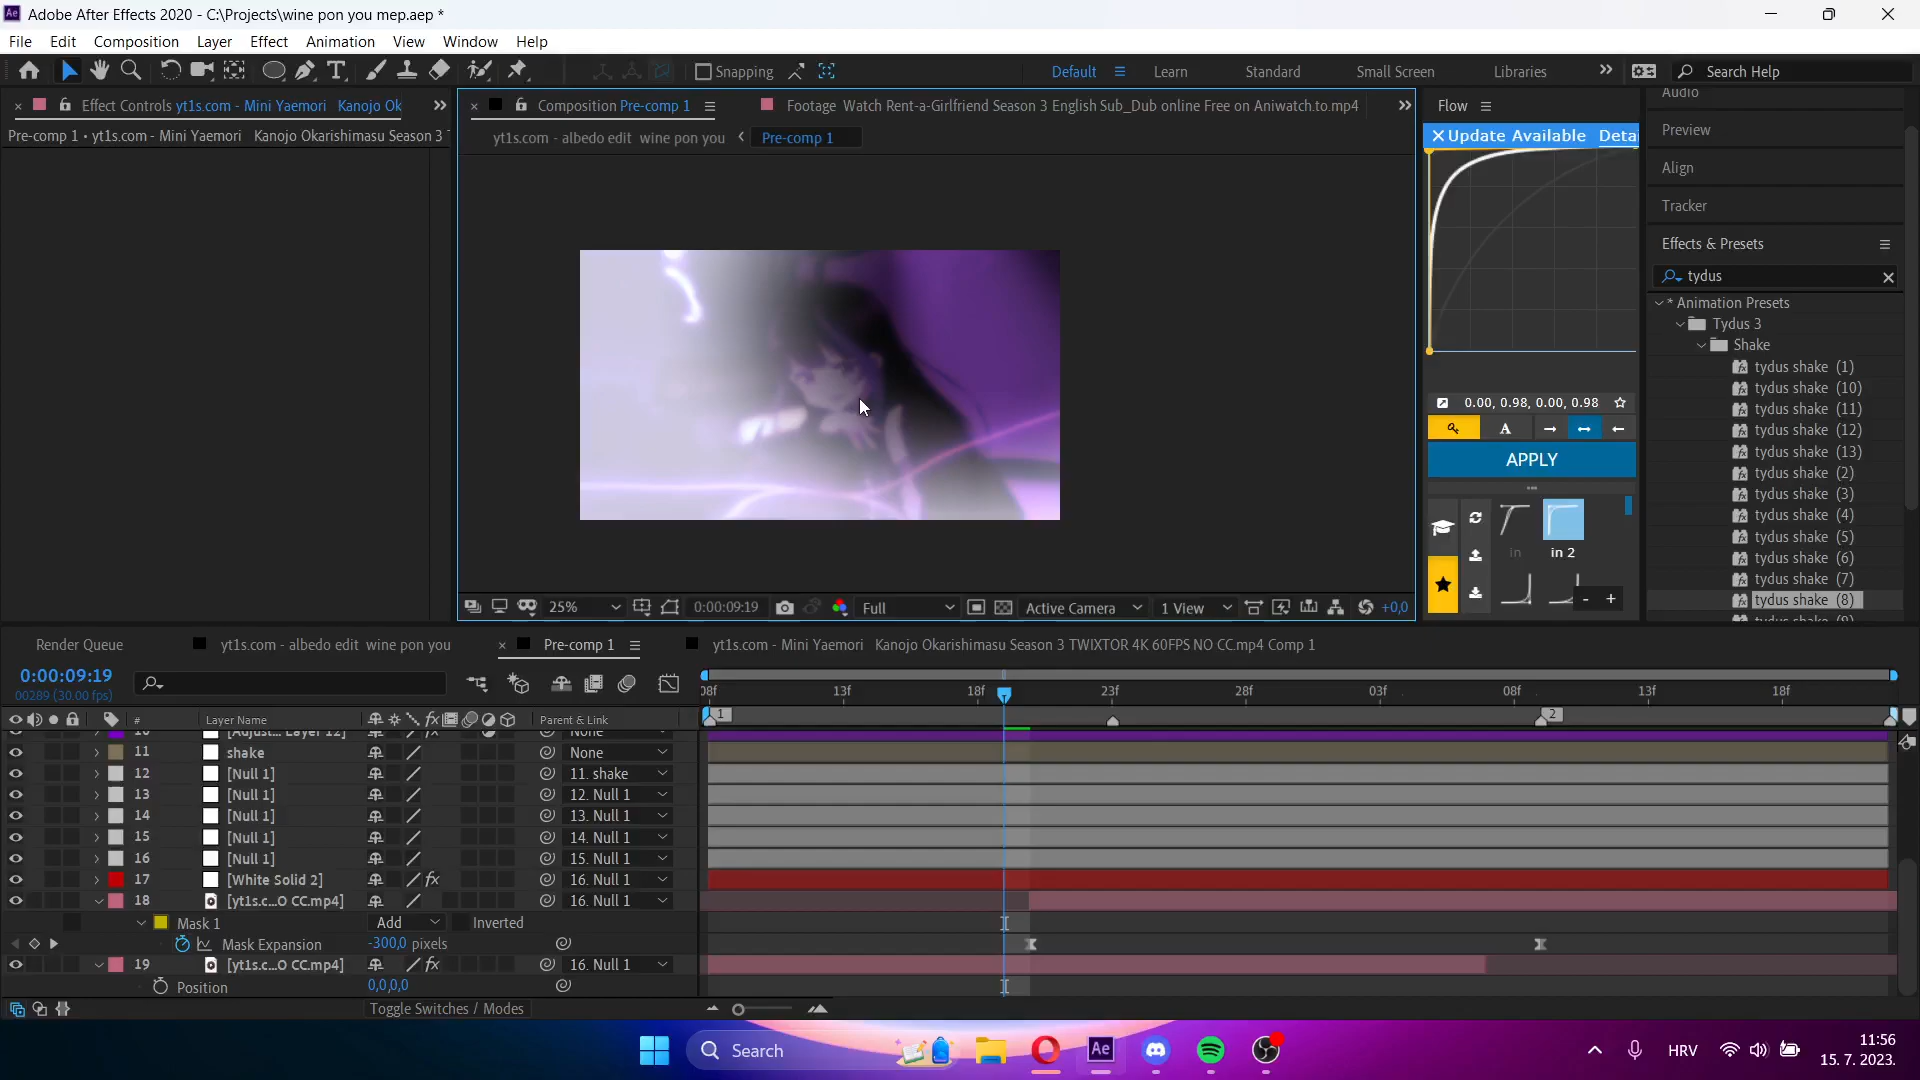 Adobe After Effects 2020 - C:\Projects\wine pon you mep.aep *
File Edit Composition Layer Effect Animation View Window Help
Snapping Default Learn Standard Small Screen Libraries Search Help
Effect Controls yt1s.com - Mini Yaemori Kanojo Ok
Composition Pre-comp 1
Footage Watch Rent-a-Girlfriend Season 3 English Sub_Dub online Free on Aniwatch.to.mp4
Flow
Audio
Pre-comp 1 • yt1s.com - Mini Yaemori Kanojo Okarishimasu Season 3
yt1s.com - albedo edit wine pon you Pre-comp 1
Update Available Detai
Preview
Align
Tracker
Effects & Presets
tydus
* Animation Presets
Tydus 3
Shake
tydus shake (1)
tydus shake (10)
tydus shake (11)
tydus shake (12)
tydus shake (13)
tydus shake (2)
tydus shake (3)
tydus shake (4)
tydus shake (5)
tydus shake (6)
tydus shake (7)
tydus shake (8)
0.00, 0.98, 0.00, 0.98
A
APPLY
in in 2
- +
25% 0:00:09:19 Full Active Camera 1 View +0,0
Render Queue yt1s.com - albedo edit wine pon you Pre-comp 1 yt1s.com - Mini Yaemori Kanojo Okarishimasu Season 3 TWIXTOR 4K 60FPS NO CC.mp4 Comp 1
0:00:09:19
00289 (30.00 fps)
08f 13f 18f 23f 28f 03f 08f 13f 18f
1 2
# Layer Name Parent & Link
10 [Adjust... Layer 12] None
11 shake None
12 [Null 1] 11. shake
13 [Null 1] 12. Null 1
14 [Null 1] 13. Null 1
15 [Null 1] 14. Null 1
16 [Null 1] 15. Null 1
17 [White Solid 2] 16. Null 1
18 [yt1s.c...O CC.mp4] 16. Null 1
Mask 1 Add Inverted
Mask Expansion -300,0 pixels
19 [yt1s.c...O CC.mp4] 16. Null 1
Position 0,0,0,0
Toggle Switches / Modes
Search
HRV
11:56
15. 7. 2023.